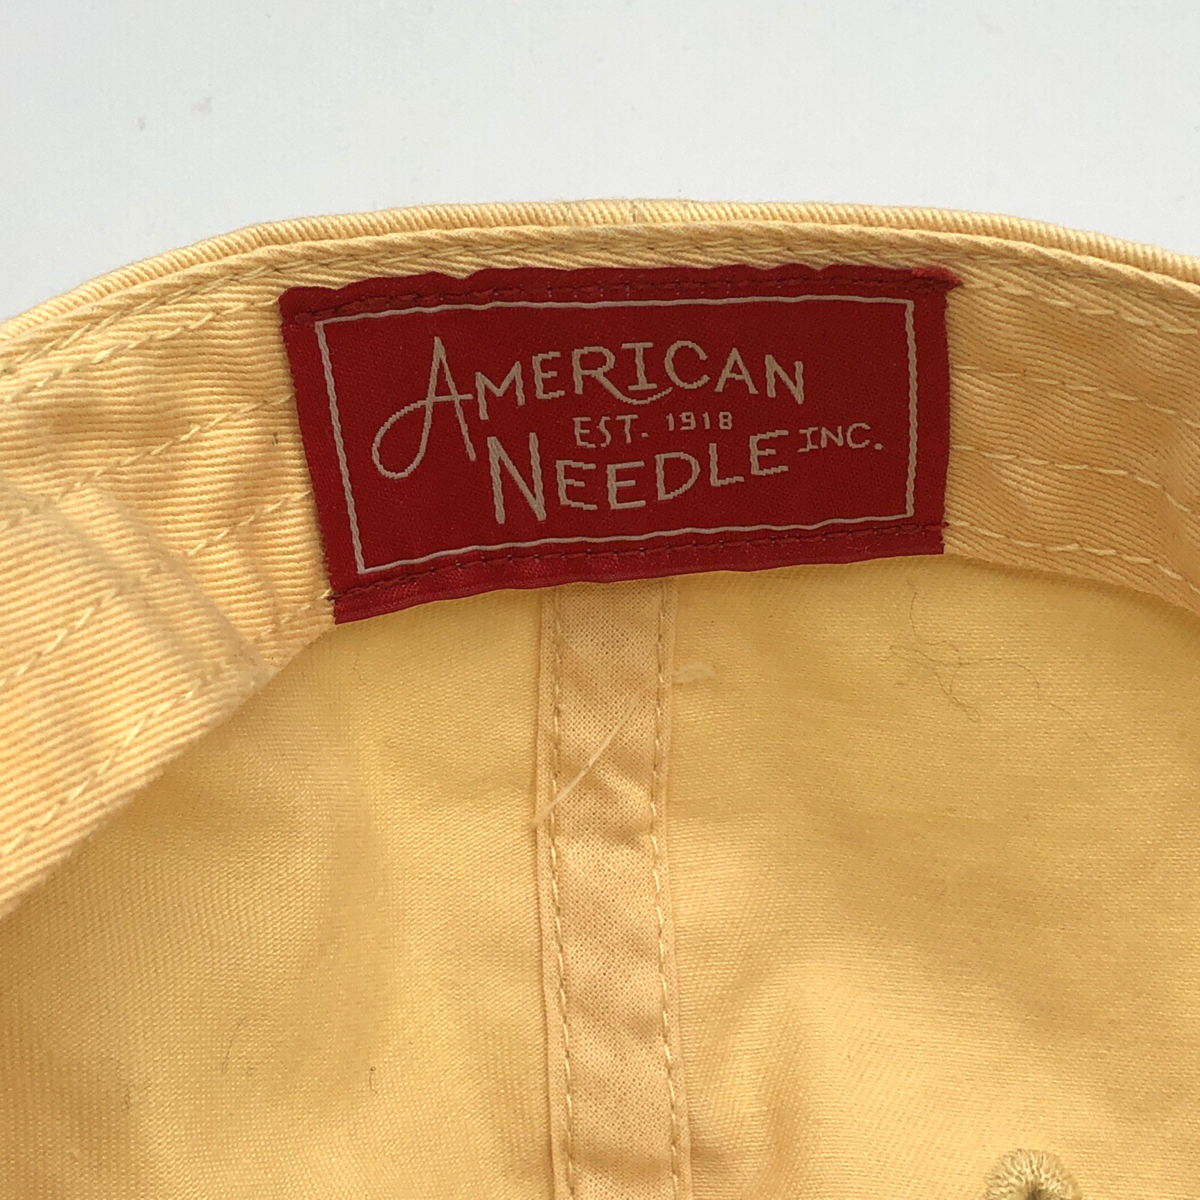 AMERICAN
EST. 1918
NEEDLE INC.